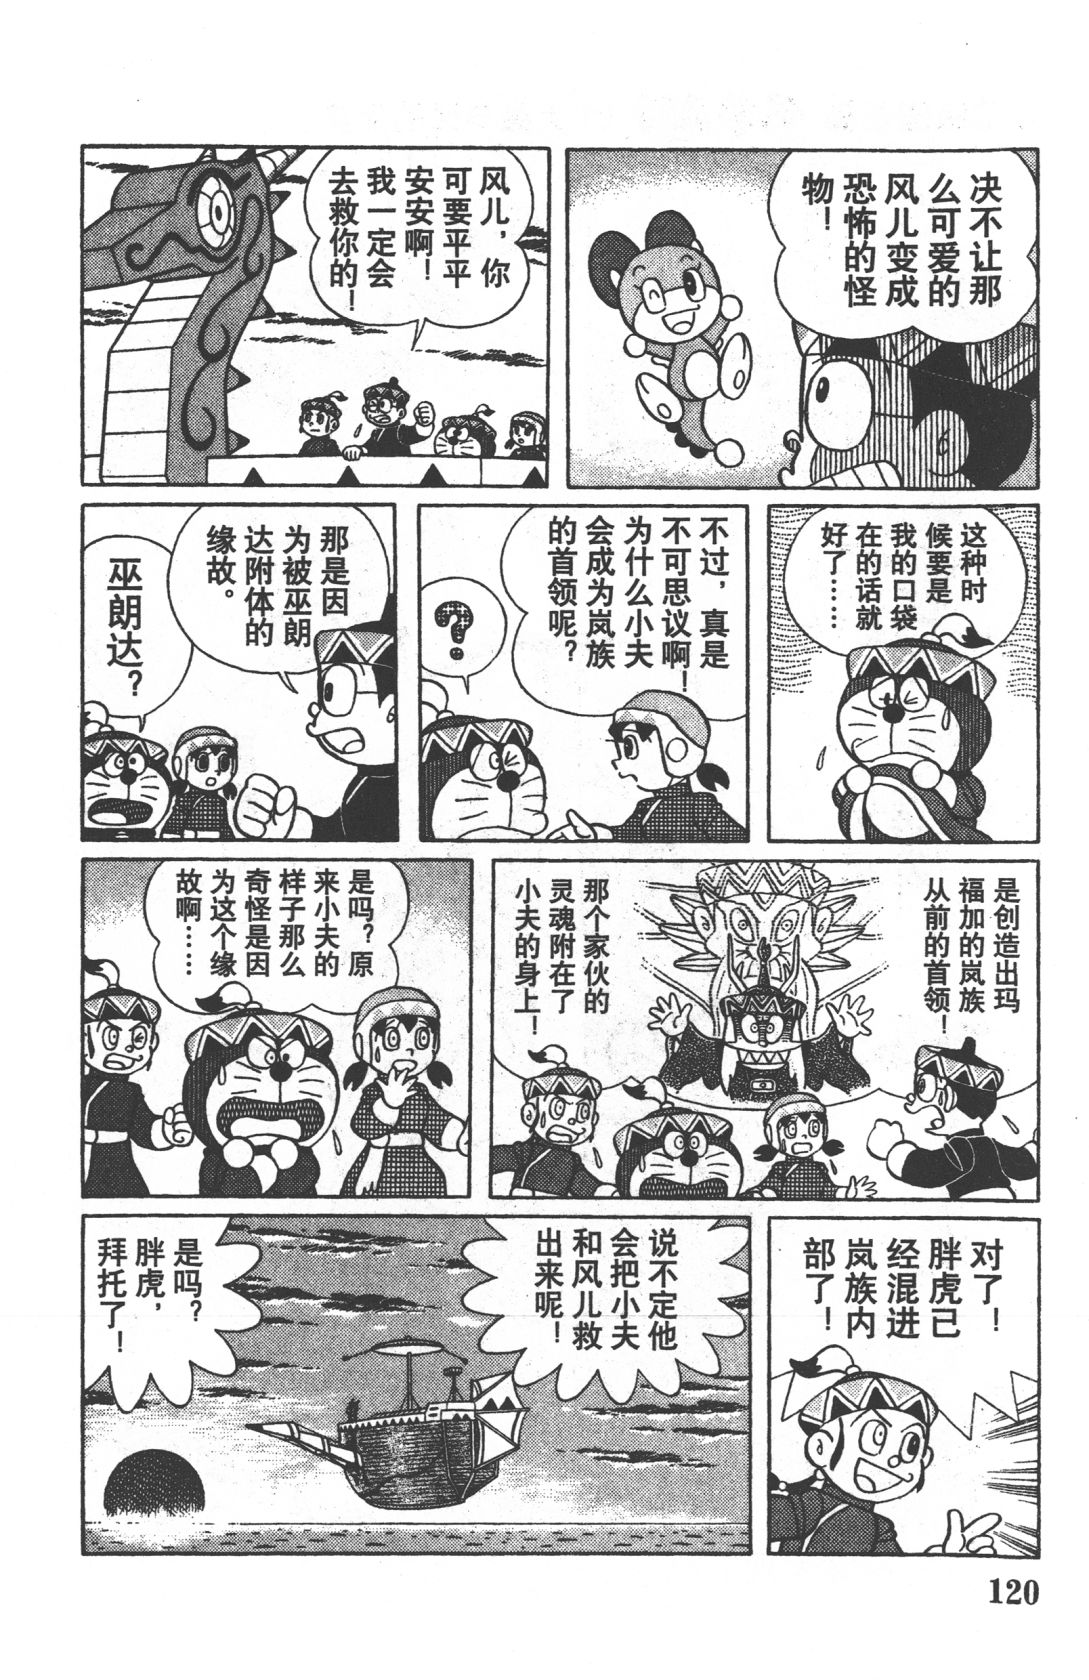 决不让那
么可爱的
风儿变成
恐怖的怪
物！
风儿，你
可要平平
安安啊！
我一定会
去救你的！
这种时
候要是
我的口袋
在的话就
好了……
不过，真是
不可思议啊！
为什么小夫
会成为岚族
的首领呢？
？
那是因
为被巫朗
达附体的
缘故。
巫朗达？
是创造出玛
福加的岚族
从前的首领！
那个家伙的
灵魂附在了
小夫的身上！
是吗？原
来小夫的
样子那么
奇怪是因
为这个缘
故啊……
对了！
胖虎已
经混进
岚族内
部了！
说不定他
会把小夫
和风儿救
出来呢！
是吗？
胖虎，
拜托了！
120